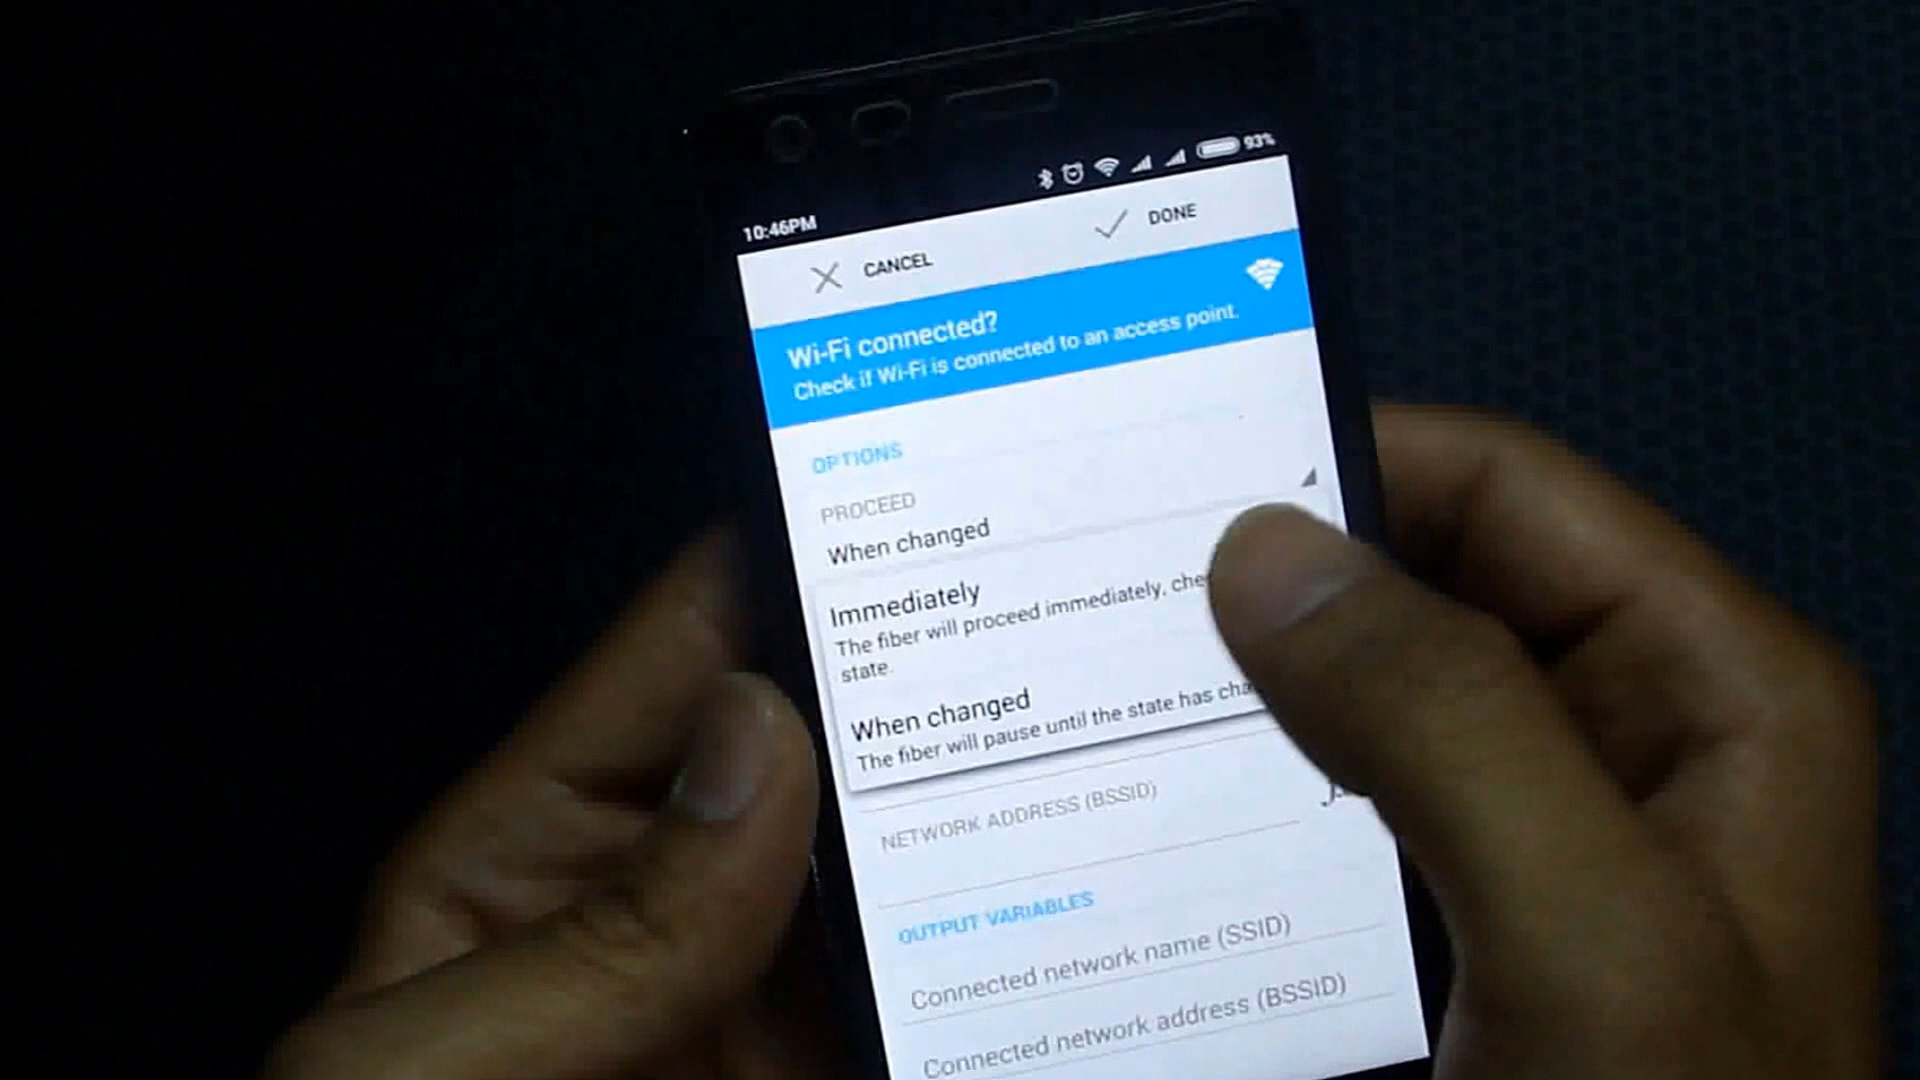 10:46PM
93%
CANCEL
DONE
Wi-Fi connected?
Check if Wi-Fi is connected to an access point.
OPTIONS
PROCEED
When changed
Immediately
The fiber will proceed immediately,
state.
When changed
The fiber will pause until the state has
NETWORK ADDRESS (BSSID)
OUTPUT VARIABLES
Connected network name (SSID)
Connected network address (BSSID)